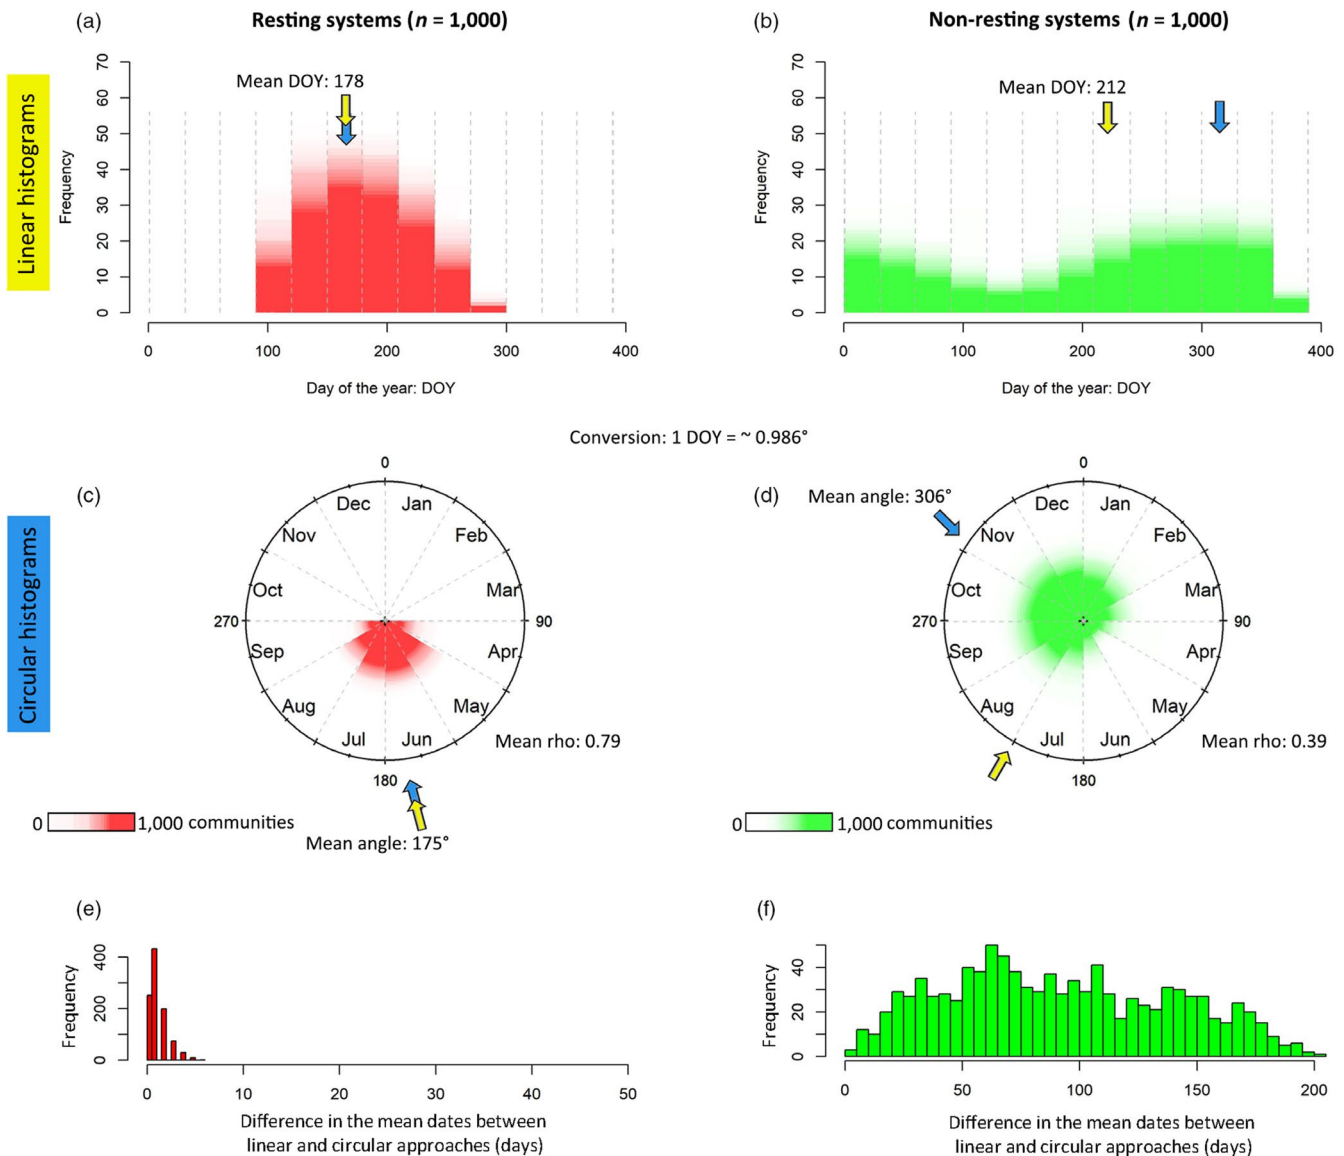 (a)
Resting systems (n = 1,000)
(b)
Non-resting systems (n = 1,000)
Linear histograms
Frequency
70
60
50
40
30
20
10
0
Mean DOY: 178
0 100 200 300 400
Day of the year: DOY
70
60
50
40
30
20
10
0
Frequency
Mean DOY: 212
0 100 200 300 400
Day of the year: DOY
Conversion: 1 DOY = ~ 0.986°
Circular histograms
(c)
0
Dec Jan
Nov Feb
Oct Mar
270 90
Sep Apr
Aug May
Jul Jun
180
Mean rho: 0.79
Mean angle: 175°
0 1,000 communities
(d)
Mean angle: 306°
0
Dec Jan
Nov Feb
Oct Mar
270 90
Sep Apr
Aug May
Jul Jun
180
Mean rho: 0.39
0 1,000 communities
(e)
Frequency
400
200
0
0 10 20 30 40 50
Difference in the mean dates between
linear and circular approaches (days)
(f)
Frequency
40
20
0
0 50 100 150 200
Difference in the mean dates between
linear and circular approaches (days)